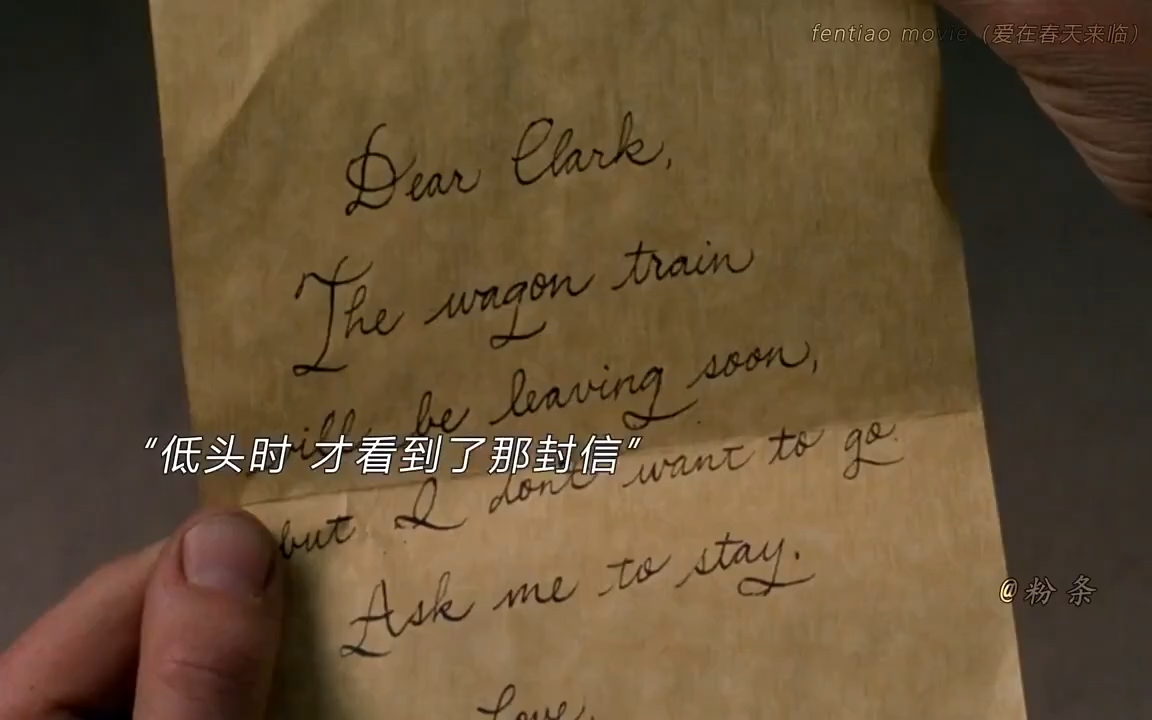 fentiao movie（爱在春天来临）
Dear Clark,
The wagon train
will be leaving soon,
“低头时 才看到了那封信”
but I don't want to go.
Ask me to stay.
@粉条
Love,